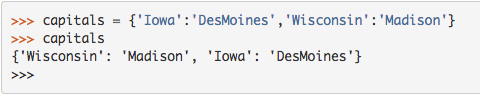 >>> capitals = {'Iowa':'DesMoines','Wisconsin':'Madison'}
>>> capitals
{'Wisconsin': 'Madison', 'Iowa': 'DesMoines'}
>>>